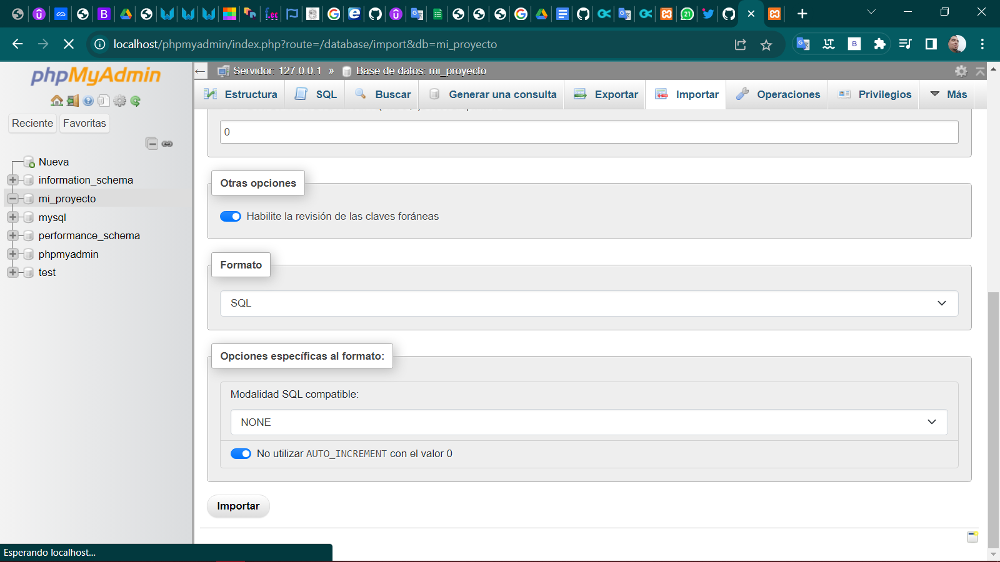 localhost/phpmyadmin/index.php?route=/database/import&db=mi_proyecto
phpMyAdmin
Reciente
Favoritas
Nueva
information_schema
mi_proyecto
mysql
performance_schema
phpmyadmin
test
Servidor: 127.0.0.1 » Base de datos: mi_proyecto
Estructura
SQL
Buscar
Generar una consulta
Exportar
Importar
Operaciones
Privilegios
Más
0
Otras opciones
Habilite la revisión de las claves foráneas
Formato
SQL
Opciones específicas al formato:
Modalidad SQL compatible:
NONE
No utilizar AUTO_INCREMENT con el valor 0
Importar
Esperando localhost...